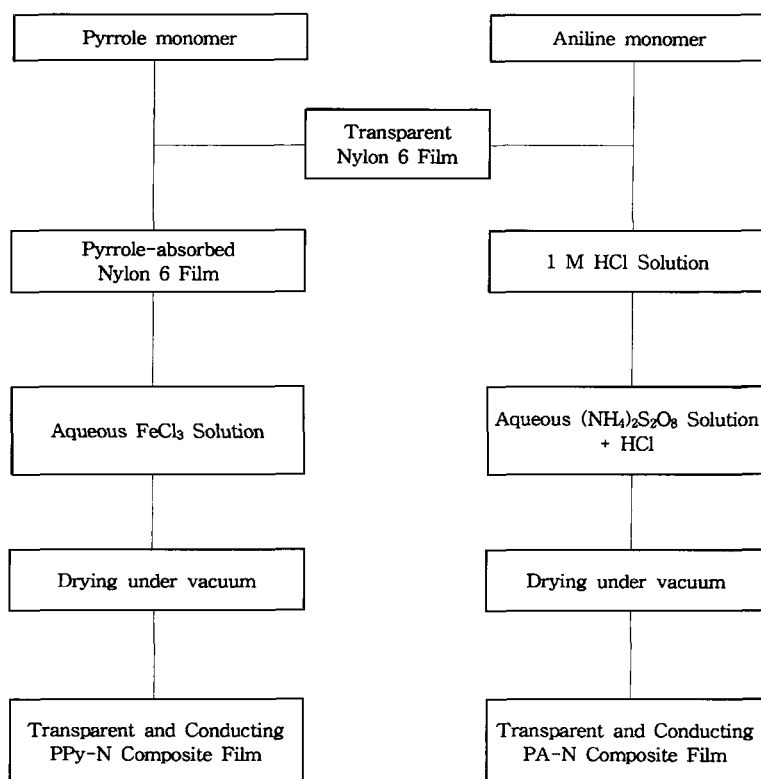 Pyrrole monomer
Aniline monomer
Transparent
Nylon 6 Film
Pyrrole-absorbed
Nylon 6 Film
1 M HCl Solution
Aqueous FeCl₃ Solution
Aqueous (NH₄)₂S₂O₈ Solution
+ HCl
Drying under vacuum
Drying under vacuum
Transparent and Conducting
PPy-N Composite Film
Transparent and Conducting
PA-N Composite Film